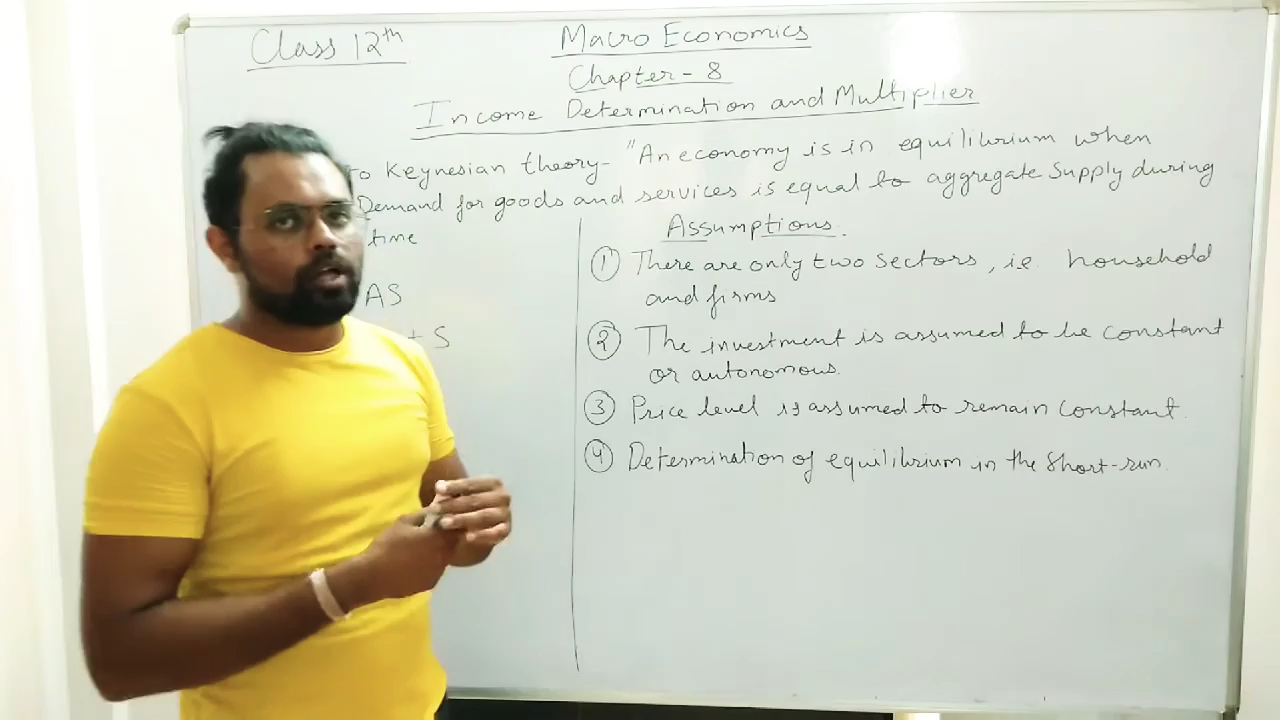 Class 12th
Macro Economics
Chapter - 8
Income Determination and Multiplier
to Keynesian theory- "An economy is in equilibrium when
Demand for goods and services is equal to aggregate Supply during
time
AS
+ S
Assumptions.
① There are only two sectors, i.e. household
and firms
② The investment is assumed to be constant
or autonomous.
③ Price level is assumed to remain constant.
④ Determination of equilibrium in the short-run.